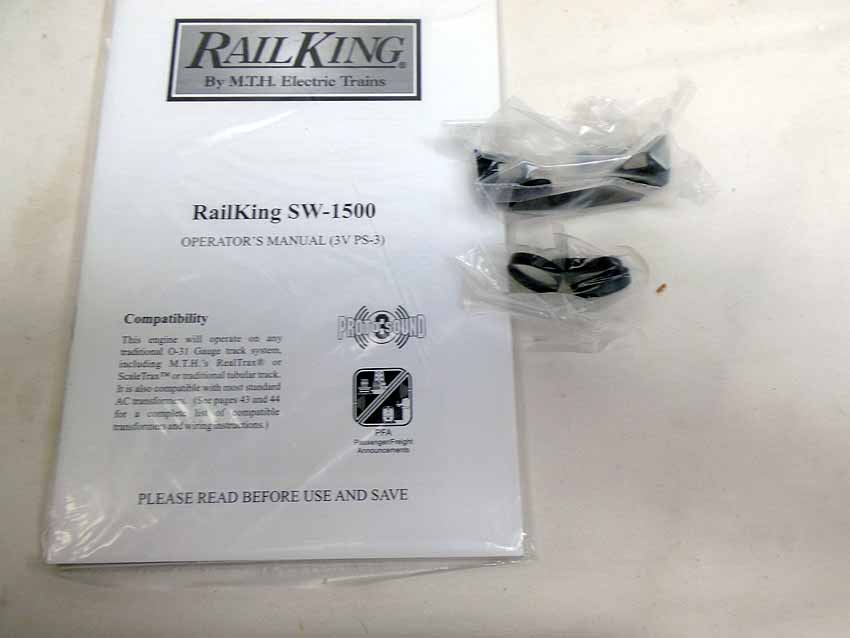 RAILKING®
By M.T.H. Electric Trains
RailKing SW-1500
OPERATOR'S MANUAL (3V PS-3)
Compatibility
This engine will operate on any
traditional O-31 Gauge track system,
including M.T.H.'s RealTrax® or
ScaleTrax™ or traditional tubular track.
It is also compatible with most standard
AC transformers. (See pages 43 and 44
for a complete list of compatible
transformers and wiring instructions.)
PROTO 3 SOUND
PFA
Passenger/Freight
Announcements
PLEASE READ BEFORE USE AND SAVE